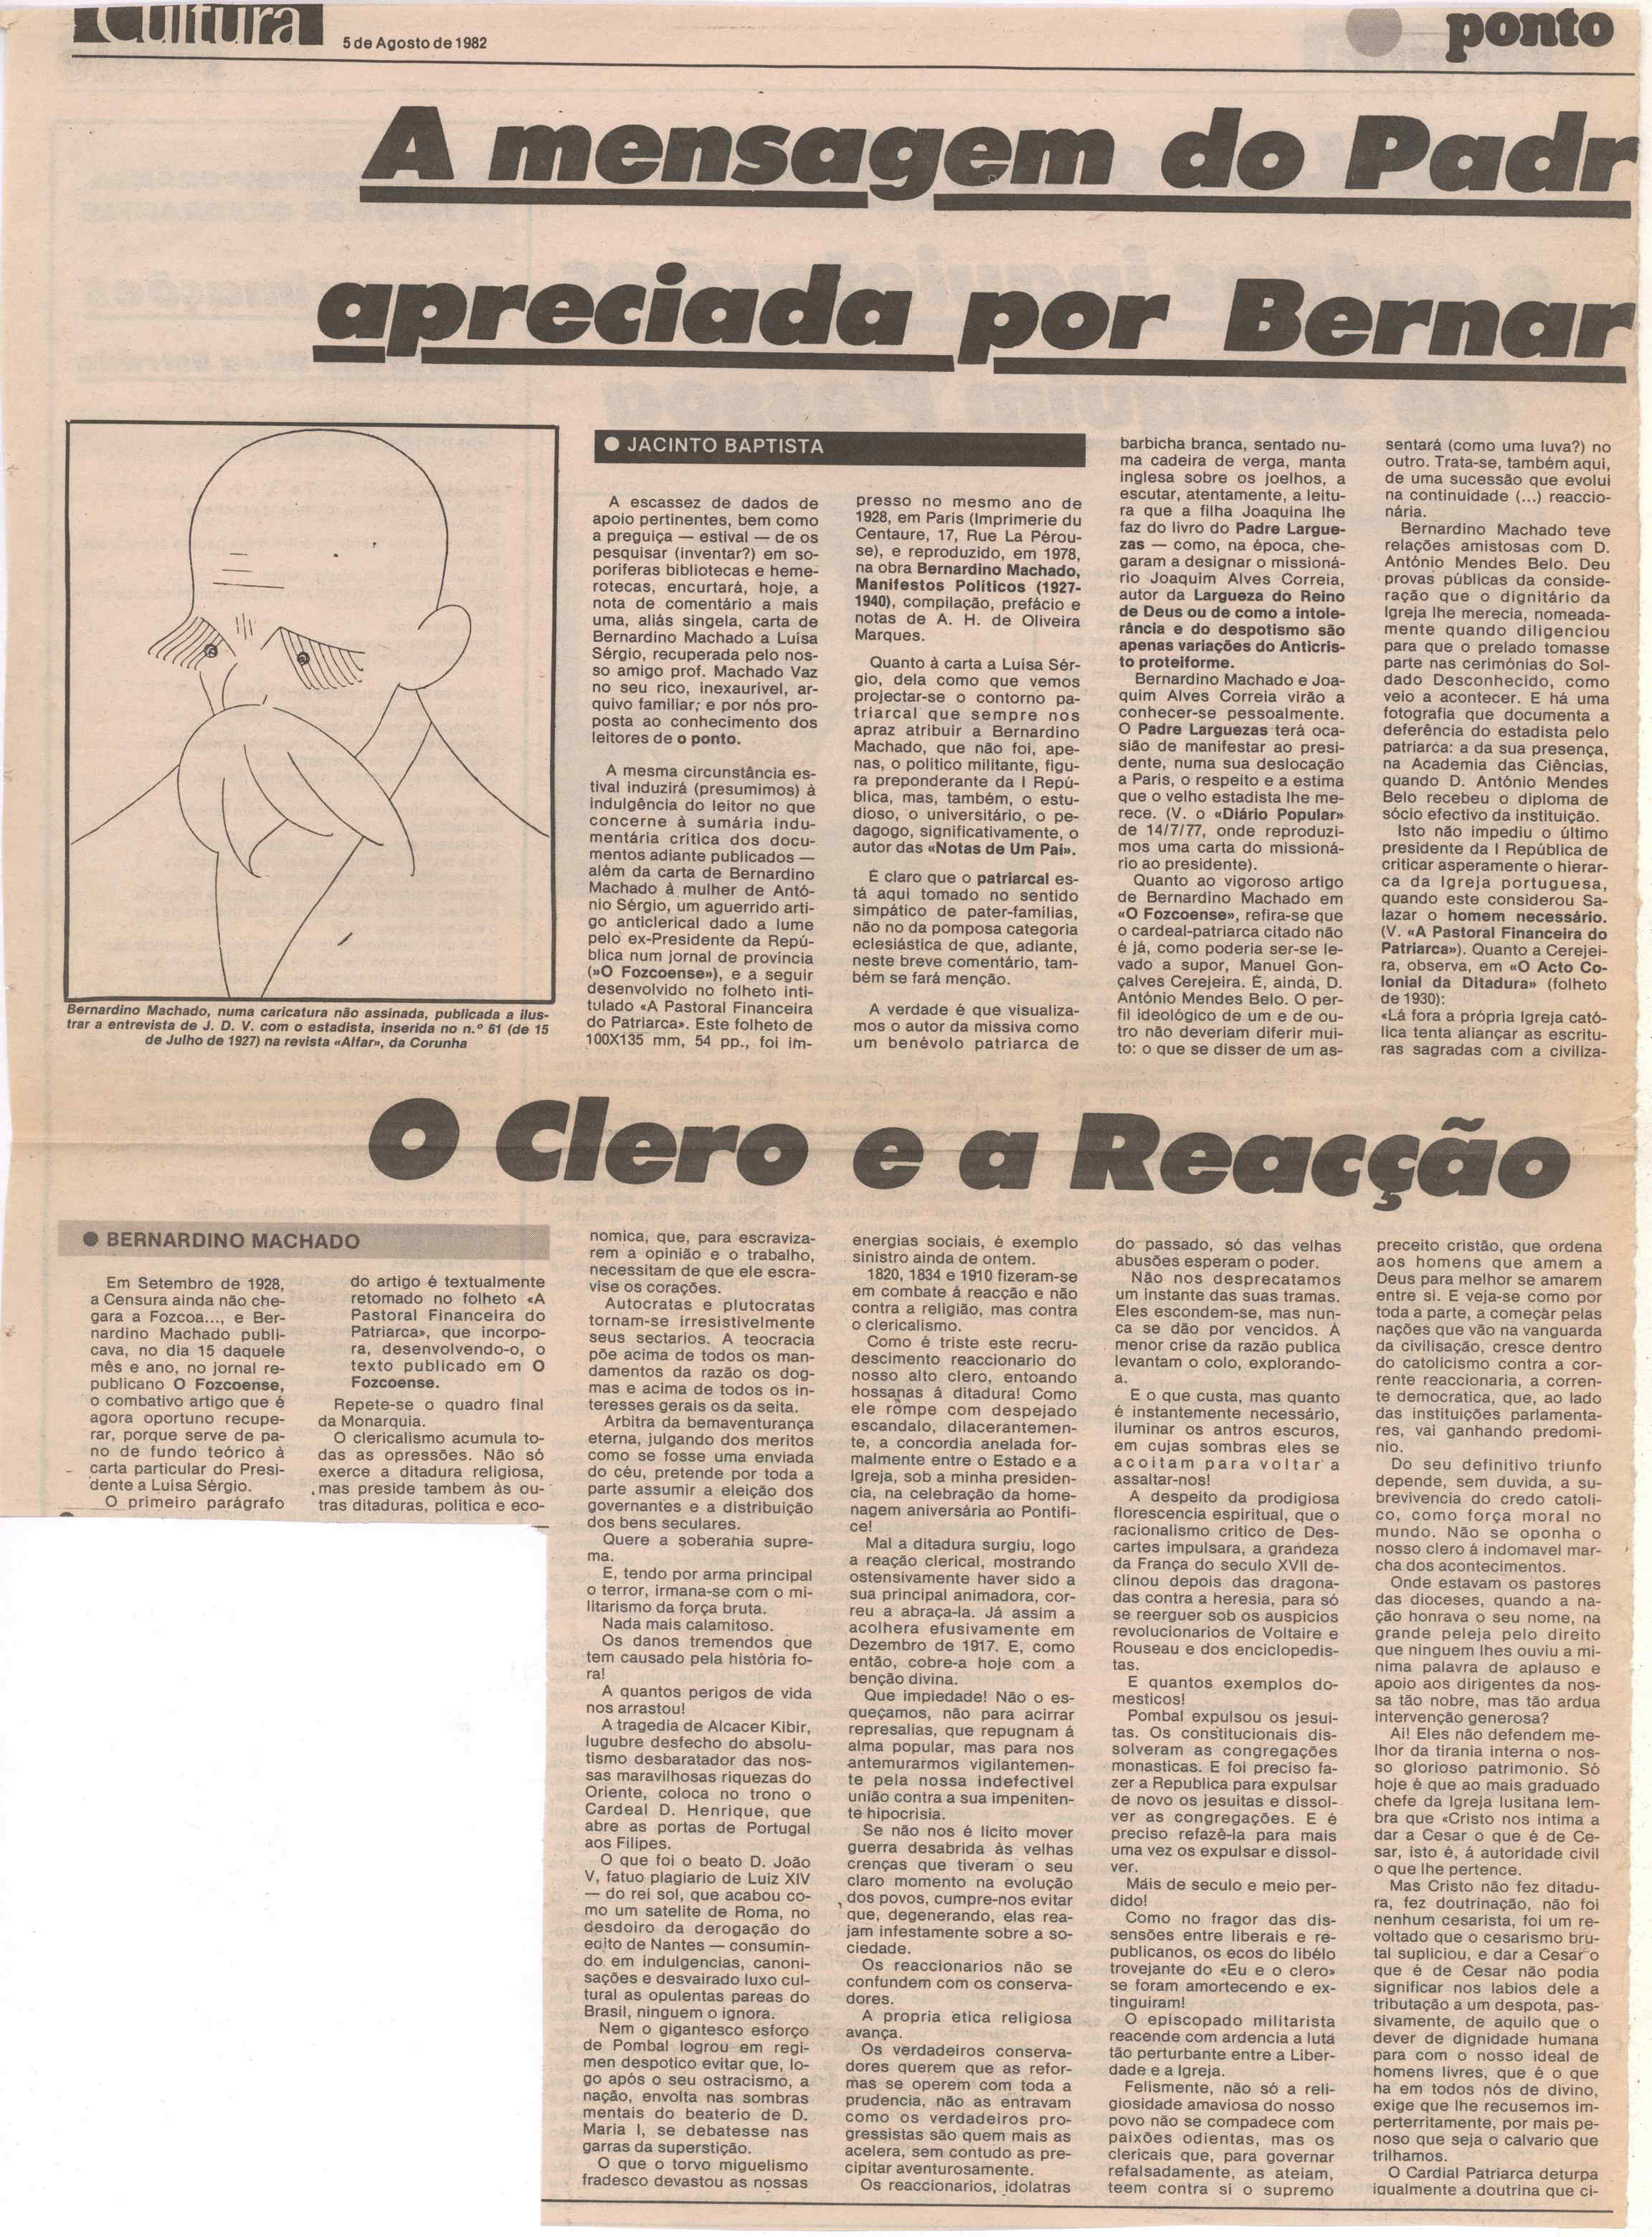 Cultura
5 de Agosto de 1982
ponto
A mensagem do Padr
apreciada por Bernar
Bernardino Machado, numa caricatura não assinada, publicada a ilus-
trar a entrevista de J. D. V. com o estadista, inserida no n.º 61 (de 15
de Julho de 1927) na revista «Alfar», da Corunha
● JACINTO BAPTISTA
A escassez de dados de
apoio pertinentes, bem como
a preguiça — estival — de os
pesquisar (inventar?) em so-
poríferas bibliotecas e heme-
rotecas, encurtará, hoje, a
nota de comentário a mais
uma, aliás singela, carta de
Bernardino Machado a Luísa
Sérgio, recuperada pelo nos-
so amigo prof. Machado Vaz
no seu rico, inexaurível, ar-
quivo familiar; e por nós pro-
posta ao conhecimento dos
leitores de o ponto.
A mesma circunstância es-
tival induzirá (presumimos) à
indulgência do leitor no que
concerne à sumária indu-
mentária crítica dos docu-
mentos adiante publicados —
além da carta de Bernardino
Machado à mulher de Antó-
nio Sérgio, um aguerrido arti-
go anticlerical dado a lume
pelo ex-Presidente da Repú-
blica num jornal de província
(»O Fozcoense»), e a seguir
desenvolvido no folheto inti-
tulado «A Pastoral Financeira
do Patriarca». Este folheto de
100X135 mm, 54 pp., foi im-
presso no mesmo ano de
1928, em Paris (Imprimerie du
Centaure, 17, Rue La Pérou-
se), e reproduzido, em 1978,
na obra Bernardino Machado,
Manifestos Políticos (1927-
1940), compilação, prefácio e
notas de A. H. de Oliveira
Marques.
Quanto à carta a Luísa Sér-
gio, dela como que vemos
projectar-se o contorno pa-
triarcal que sempre nos
apraz atribuir a Bernardino
Machado, que não foi, ape-
nas, o político militante, figu-
ra preponderante da I Repú-
blica, mas, também, o estu-
dioso, o universitário, o pe-
dagogo, significativamente, o
autor das «Notas de Um Pai».
É claro que o patriarcal es-
tá aqui tomado no sentido
simpático de pater-famílias,
não no da pomposa categoria
eclesiástica de que, adiante,
neste breve comentário, tam-
bém se fará menção.
A verdade é que visualiza-
mos o autor da missiva como
um benévolo patriarca de
barbicha branca, sentado nu-
ma cadeira de verga, manta
inglesa sobre os joelhos, a
escutar, atentamente, a leitu-
ra que a filha Joaquina lhe
faz do livro do Padre Largue-
zas — como, na época, che-
garam a designar o missioná-
rio Joaquim Alves Correia,
autor da Largueza do Reino
de Deus ou de como a intole-
rância e do despotismo são
apenas variações do Anticris-
to proteiforme.
Bernardino Machado e Joa-
quim Alves Correia virão a
conhecer-se pessoalmente.
O Padre Larguezas terá oca-
sião de manifestar ao presi-
dente, numa sua deslocação
a Paris, o respeito e a estima
que o velho estadista lhe me-
rece. (V. o «Diário Popular»
de 14/7/77, onde reproduzi-
mos uma carta do missioná-
rio ao presidente).
Quanto ao vigoroso artigo
de Bernardino Machado em
«O Fozcoense», refira-se que
o cardeal-patriarca citado não
é já, como poderia ser-se le-
vado a supor, Manuel Gon-
çalves Cerejeira. É, ainda, D.
António Mendes Belo. O per-
fil ideológico de um e de ou-
tro não deveriam diferir mui-
to: o que se disser de um as-
sentará (como uma luva?) no
outro. Trata-se, também aqui,
de uma sucessão que evolui
na continuidade (...) reaccio-
nária.
Bernardino Machado teve
relações amistosas com D.
António Mendes Belo. Deu
provas públicas da conside-
ração que o dignitário da
Igreja lhe merecia, nomeada-
mente quando diligenciou
para que o prelado tomasse
parte nas cerimónias do Sol-
dado Desconhecido, como
veio a acontecer. E há uma
fotografia que documenta a
deferência do estadista pelo
patriarca: a da sua presença,
na Academia das Ciências,
quando D. António Mendes
Belo recebeu o diploma de
sócio efectivo da instituição.
Isto não impediu o último
presidente da I República de
criticar asperamente o hierar-
ca da Igreja portuguesa,
quando este considerou Sa-
lazar o homem necessário.
(V. «A Pastoral Financeira do
Patriarca»). Quanto a Cerejei-
ra, observa, em «O Acto Co-
lonial da Ditadura» (folheto
de 1930):
«Lá fora a própria Igreja cató-
lica tenta aliançar as escritu-
ras sagradas com a civiliza-
O Clero e a Reacção
● BERNARDINO MACHADO
Em Setembro de 1928,
a Censura ainda não che-
gara a Fozcoa..., e Ber-
nardino Machado publi-
cava, no dia 15 daquele
mês e ano, no jornal re-
publicano O Fozcoense,
o combativo artigo que é
agora oportuno recupe-
rar, porque serve de pa-
no de fundo teórico à
carta particular do Presi-
dente a Luísa Sérgio.
O primeiro parágrafo
do artigo é textualmente
retomado no folheto «A
Pastoral Financeira do
Patriarca», que incorpo-
ra, desenvolvendo-o, o
texto publicado em O
Fozcoense.
Repete-se o quadro final
da Monarquia.
O clericalismo acumula to-
das as opressões. Não só
exerce a ditadura religiosa,
mas preside tambem às ou-
tras ditaduras, politica e eco-
nomica, que, para escraviza-
rem a opinião e o trabalho,
necessitam de que ele escra-
vise os corações.
Autocratas e plutocratas
tornam-se irresistivelmente
seus sectarios. A teocracia
põe acima de todos os man-
damentos da razão os dog-
mas e acima de todos os in-
teresses gerais os da seita.
Arbitra da bemaventurança
eterna, julgando dos meritos
como se fosse uma enviada
do céu, pretende por toda a
parte assumir a eleição dos
governantes e a distribuição
dos bens seculares.
Quere a soberania supre-
ma.
E, tendo por arma principal
o terror, irmana-se com o mi-
litarismo da força bruta.
Nada mais calamitoso.
Os danos tremendos que
tem causado pela história fo-
ra!
A quantos perigos de vida
nos arrastou!
A tragedia de Alcacer Kibir,
lugubre desfecho do absolu-
tismo desbaratador das nos-
sas maravilhosas riquezas do
Oriente, coloca no trono o
Cardeal D. Henrique, que
abre as portas de Portugal
aos Filipes.
O que foi o beato D. João
V, fatuo plagiario de Luiz XIV
— do rei sol, que acabou co-
mo um satelite de Roma, no
desdoiro da derogação do
edito de Nantes — consumin-
do em indulgencias, canoni-
sações e desvairado luxo cul-
tural as opulentas pareas do
Brasil, ninguem o ignora.
Nem o gigantesco esforço
de Pombal logrou em regi-
men despotico evitar que, lo-
go após o seu ostracismo, a
nação, envolta nas sombras
mentais do beaterio de D.
Maria I, se debatesse nas
garras da superstição.
O que o torvo miguelismo
fradesco devastou as nossas
energias sociais, é exemplo
sinistro ainda de ontem.
1820, 1834 e 1910 fizeram-se
em combate á reacção e não
contra a religião, mas contra
o clericalismo.
Como é triste este recru-
descimento reaccionario do
nosso alto clero, entoando
hossanas á ditadura! Como
ele rompe com despejado
escandalo, dilacerantemen-
te, a concordia anelada for-
malmente entre o Estado e a
Igreja, sob a minha presiden-
cia, na celebração da home-
nagem aniversária ao Pontifi-
ce!
Mal a ditadura surgiu, logo
a reação clerical, mostrando
ostensivamente haver sido a
sua principal animadora, cor-
reu a abraça-la. Já assim a
acolhera efusivamente em
Dezembro de 1917. E, como
então, cobre-a hoje com a
benção divina.
Que impiedade! Não o es-
queçamos, não para acirrar
represalias, que repugnam á
alma popular, mas para nos
antemurarmos vigilantemen-
te pela nossa indefectivel
união contra a sua impeniten-
te hipocrisia.
Se não nos é lícito mover
guerra desabrida às velhas
crenças que tiveram o seu
claro momento na evolução
dos povos, cumpre-nos evitar
que, degenerando, elas rea-
jam infestamente sobre a so-
ciedade.
Os reaccionarios não se
confundem com os conserva-
dores.
A propria etica religiosa
avança.
Os verdadeiros conserva-
dores querem que as refor-
mas se operem com toda a
prudencia, não as entravam
como os verdadeiros pro-
gressistas são quem mais as
acelera, sem contudo as pre-
cipitar aventurosamente.
Os reaccionarios, idolatras
do passado, só das velhas
abusões esperam o poder.
Não nos desprecatamos
um instante das suas tramas.
Eles escondem-se, mas nun-
ca se dão por vencidos. Á
menor crise da razão publica
levantam o colo, explorando-
a.
E o que custa, mas quanto
é instantemente necessário,
iluminar os antros escuros,
em cujas sombras eles se
acoitam para voltar a
assaltar-nos!
A despeito da prodigiosa
florescencia espiritual, que o
racionalismo critico de Des-
cartes impulsara, a grandeza
da França do seculo XVII de-
clinou depois das dragona-
das contra a heresia, para só
se reerguer sob os auspicios
revolucionarios de Voltaire e
Rouseau e dos enciclopedis-
tas.
E quantos exemplos do-
mesticos!
Pombal expulsou os jesui-
tas. Os constitucionais dis-
solveram as congregações
monasticas. E foi preciso fa-
zer a Republica para expulsar
de novo os jesuitas e dissol-
ver as congregações. E é
preciso refazê-la para mais
uma vez os expulsar e dissol-
ver.
Mais de seculo e meio per-
dido!
Como no fragor das dis-
sensões entre liberais e re-
publicanos, os ecos do libélo
trovejante do «Eu e o clero»
se foram amortecendo e ex-
tinguiram!
O episcopado militarista
reacende com ardencia a luta
tão perturbante entre a Liber-
dade e a Igreja.
Felismente, não só a reli-
giosidade amaviosa do nosso
povo não se compadece com
paixões odientas, mas os
clericais que, para governar
refalsadamente, as ateiam,
teem contra si o supremo
preceito cristão, que ordena
aos homens que amem a
Deus para melhor se amarem
entre si. E veja-se como por
toda a parte, a começar pelas
nações que vão na vanguarda
da civilisação, cresce dentro
do catolicismo contra a cor-
rente reaccionaria, a corren-
te democratica, que, ao lado
das instituições parlamenta-
res, vai ganhando predomi-
nio.
Do seu definitivo triunfo
depende, sem duvida, a su-
brevivencia do credo catoli-
co, como força moral no
mundo. Não se oponha o
nosso clero á indomavel mar-
cha dos acontecimentos.
Onde estavam os pastores
das dioceses, quando a na-
ção honrava o seu nome, na
grande peleja pelo direito
que ninguem lhes ouviu a mi-
nima palavra de aplauso e
apoio aos dirigentes da nos-
sa tão nobre, mas tão ardua
intervenção generosa?
Ai! Eles não defendem me-
lhor da tirania interna o nos-
so glorioso patrimonio. Só
hoje é que ao mais graduado
chefe da Igreja lusitana lem-
bra que «Cristo nos intima a
dar a Cesar o que é de Ce-
sar, isto é, á autoridade civil
o que lhe pertence.
Mas Cristo não fez ditadu-
ra, fez doutrinação, não foi
nenhum cesarista, foi um re-
voltado que o cesarismo bru-
tal supliciou, e dar a Cesar o
que é de Cesar não podia
significar nos labios dele a
tributação a um despota, pas-
sivamente, de aquilo que o
dever de dignidade humana
para com o nosso ideal de
homens livres, que é o que
ha em todos nós de divino,
exige que lhe recusemos im-
perterritamente, por mais pe-
noso que seja o calvario que
trilhamos.
O Cardial Patriarca deturpa
igualmente a doutrina que ci-